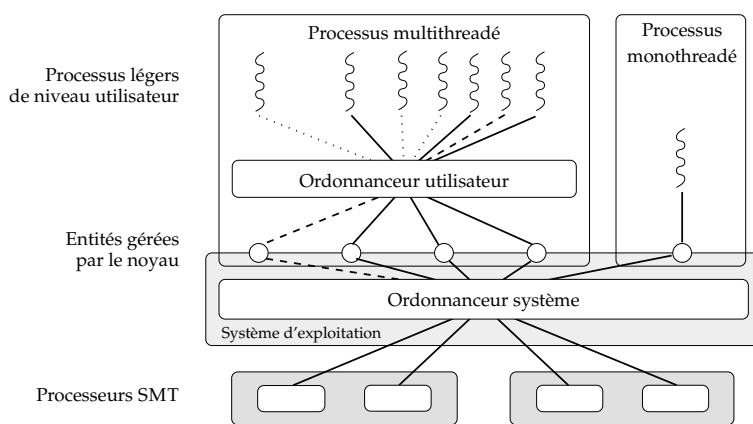 Processus multithreadé
Processus
monothreadé
Processus légers
de niveau utilisateur
Ordonnanceur utilisateur
Entités gérées
par le noyau
Ordonnanceur système
Système d'exploitation
Processeurs SMT